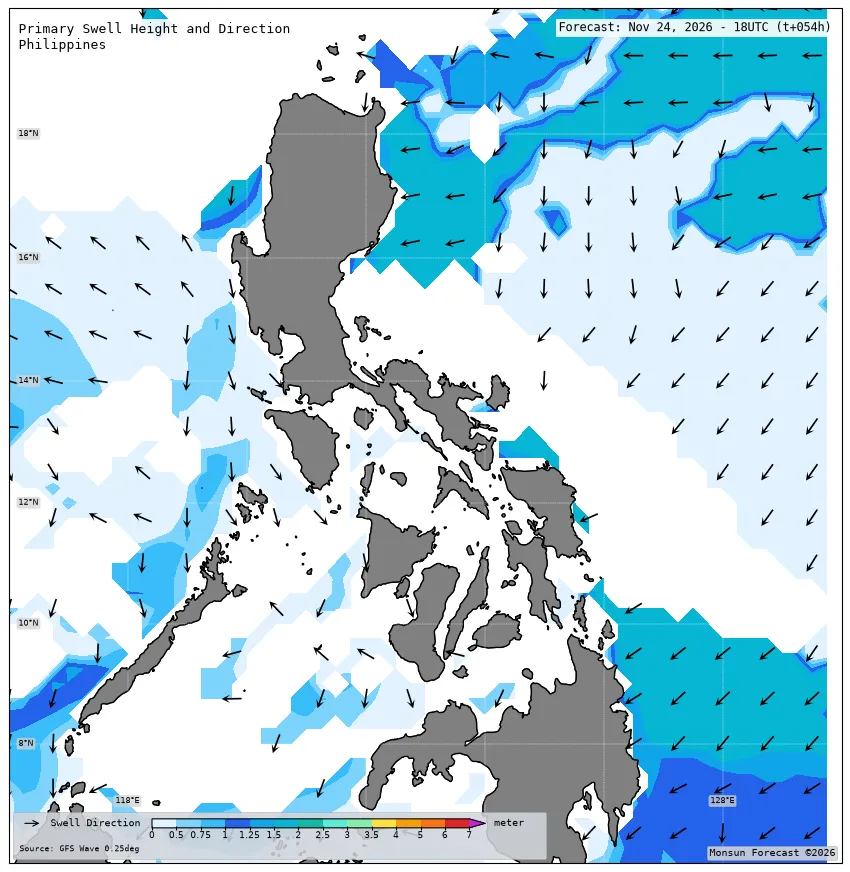 Primary Swell Height and Direction
Philippines
Forecast: Nov 24, 2026 - 18UTC (t+054h)
18°N
16°N
14°N
12°N
10°N
8°N
118°E
128°E
Swell Direction
0 0.5 0.75 1 1.25 1.5 2 2.5 3 3.5 4 5 6 7
meter
Source: GFS Wave 0.25deg
Monsun Forecast ©2026